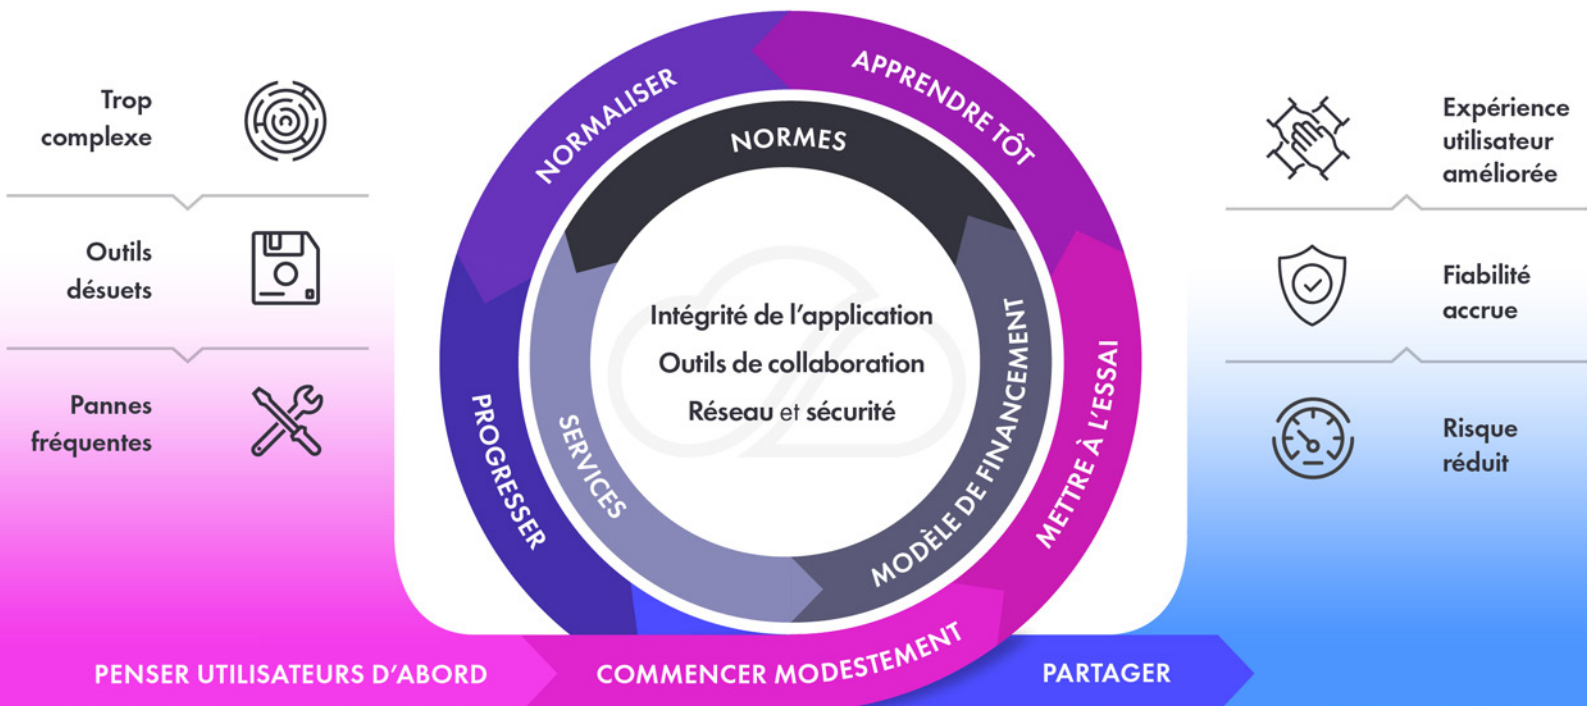 Trop
complexe
Outils
désuets
Pannes
fréquentes
NORMALISER
APPRENDRE TÔT
NORMES
Intégrité de l'application
Outils de collaboration
Réseau et sécurité
SERVICES
MODÈLE DE FINANCEMENT
PROGRESSER
METTRE À L'ESSAI
Expérience
utilisateur
améliorée
Fiabilité
accrue
Risque
réduit
PENSER UTILISATEURS D'ABORD
COMMENCER MODESTEMENT
PARTAGER